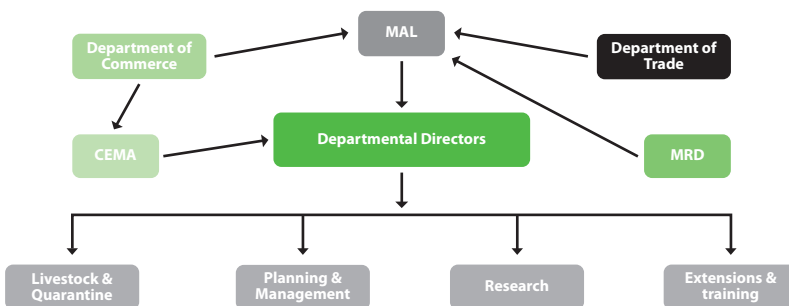 MAL
Department of
Commerce
Department of
Trade
Departmental Directors
CEMA
MRD
Livestock &
Quarantine
Planning &
Management
Research
Extensions &
training